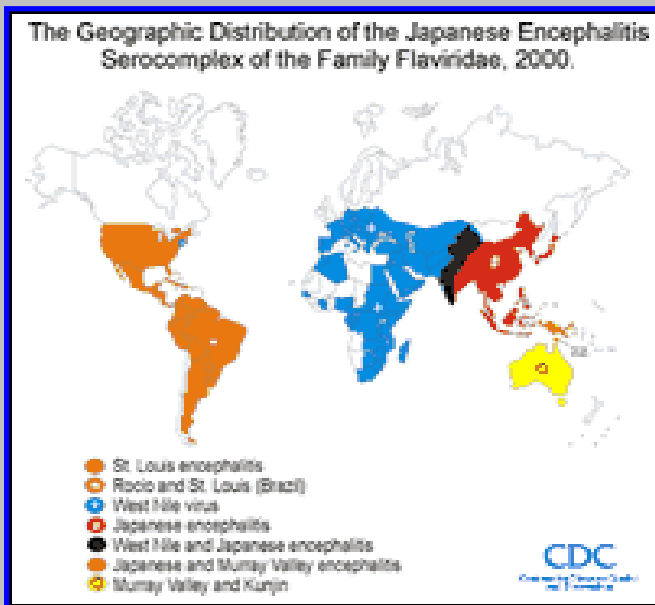 The Geographic Distribution of the Japanese Encephalitis
Serocomplex of the Family Flaviridae, 2000.
St. Louis encephalitis
Rocio and St. Louis (Brazil)
West Nile virus
Japanese encephalitis
West Nile and Japanese encephalitis
Japanese and Murray Valley encephalitis
Murray Valley and Kunjin
CDC